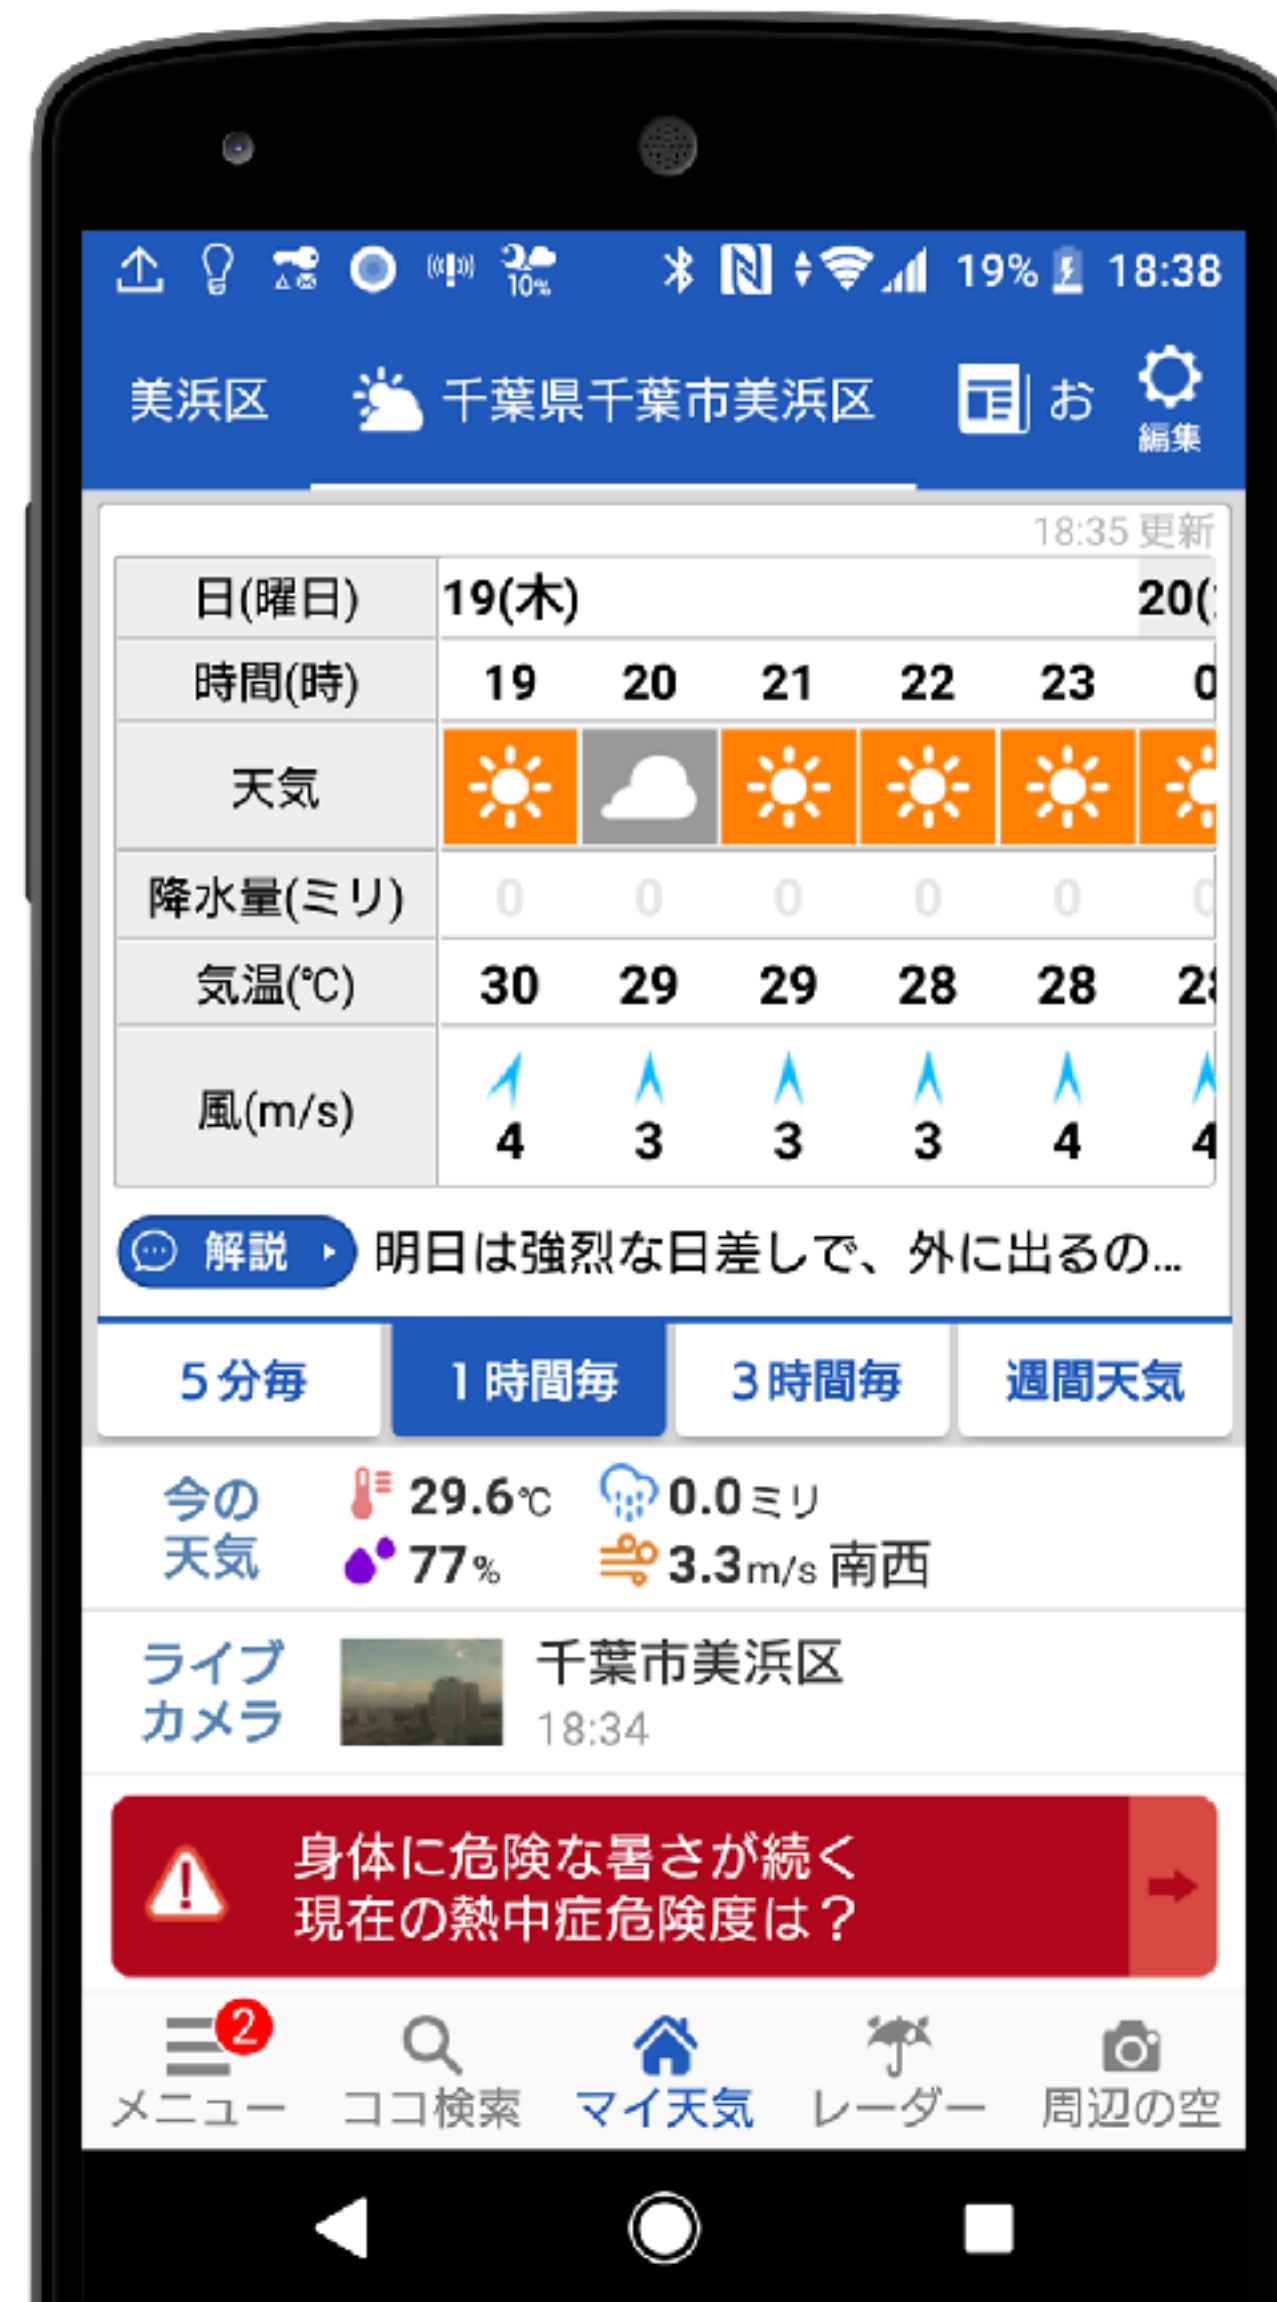 10%
19% 18:38
美浜区 千葉県千葉市美浜区 お 編集
18:35 更新
日(曜日) 19(木) 20(
時間(時) 19 20 21 22 23 0
天気
降水量(ミリ) 0 0 0 0 0 0
気温(℃) 30 29 29 28 28 28
風(m/s) 4 3 3 3 4 4
解説 明日は強烈な日差しで、外に出るの...
5分毎 1時間毎 3時間毎 週間天気
今の天気 29.6℃ 0.0ミリ
77% 3.3m/s 南西
ライブカメラ 千葉市美浜区
18:34
身体に危険な暑さが続く
現在の熱中症危険度は？
2
メニュー ココ検索 マイ天気 レーダー 周辺の空